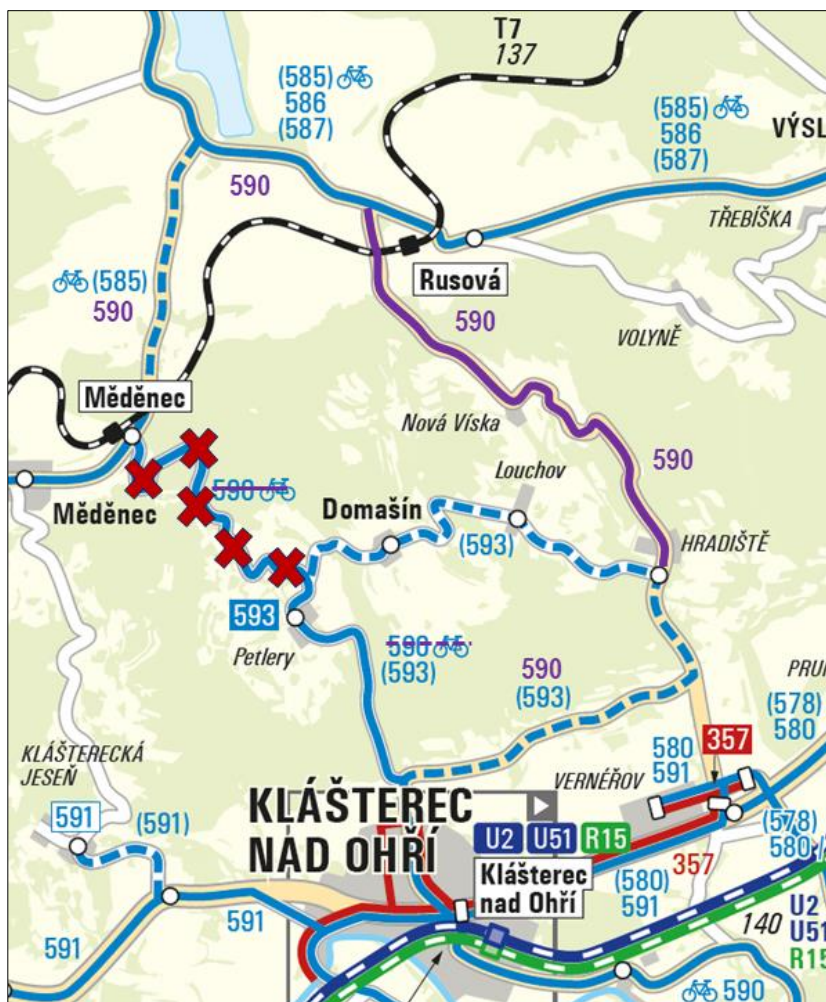 T7
137
(585)
586
(587)
(585)
586
(587)
VÝSL
590
TŘEBÍŠKA
(585)
590
Rusová
590
VOLYNĚ
Měděnec
Nová Víska
590
Louchov
590
Měděnec
Domašín
(593)
HRADIŠTĚ
593
Petlery
590
(593)
590
(593)
PRUN
(578)
580
KLÁŠTERECKÁ
JESEŇ
580
591
357
VERNÉŘOV
591
(591)
KLÁŠTEREC
NAD OHŘÍ
U2 U51 R15
Klášterec
nad Ohří
(578)
580
(580)
591
357
591
591
140
U2
U51
R15
590